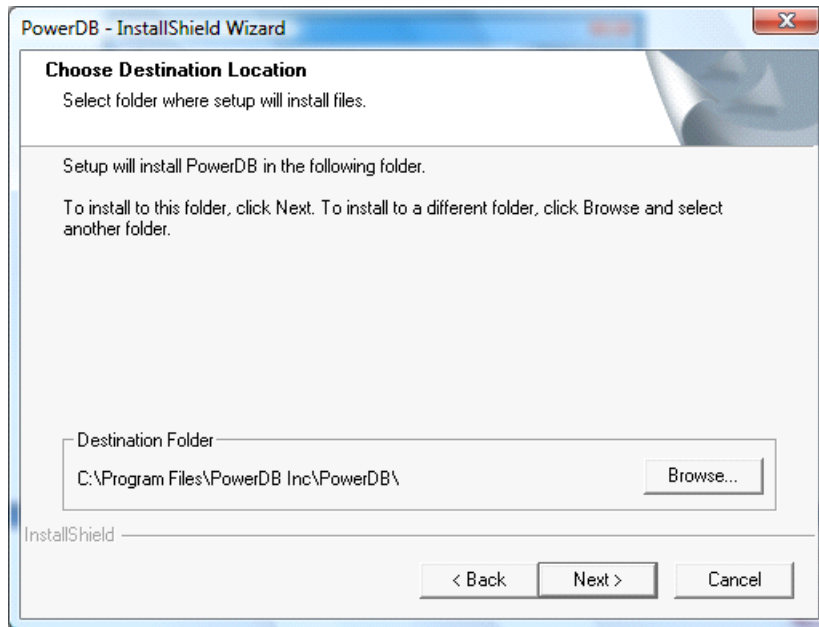 PowerDB - InstallShield Wizard
Choose Destination Location
Select folder where setup will install files.
Setup will install PowerDB in the following folder.
To install to this folder, click Next. To install to a different folder, click Browse and select
another folder.
Destination Folder
C:\Program Files\PowerDB Inc\PowerDB\
Browse...
InstallShield
< Back
Next >
Cancel